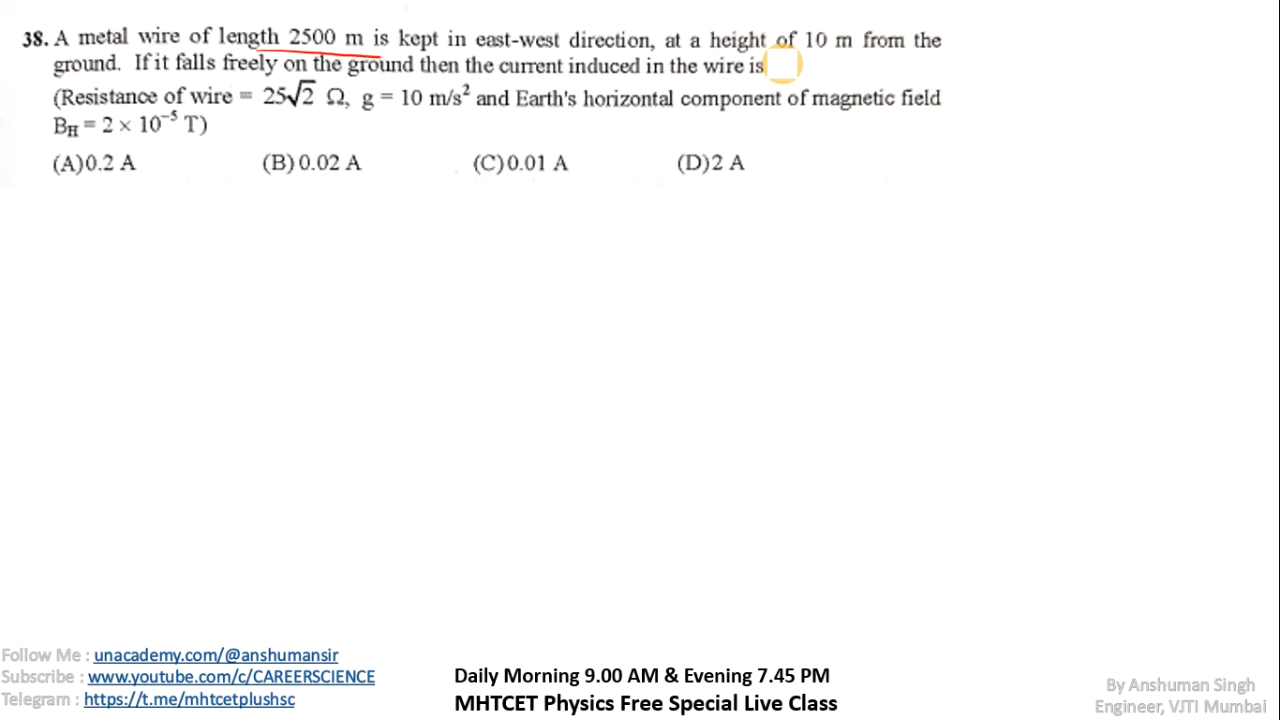 38. A metal wire of length 2500 m is kept in east-west direction, at a height of 10 m from the
ground. If it falls freely on the ground then the current induced in the wire is
(Resistance of wire = 25√2 Ω, g = 10 m/s² and Earth's horizontal component of magnetic field
B_H = 2 × 10⁻⁵ T)
(A)0.2 A (B)0.02 A (C)0.01 A (D)2 A
Follow Me : unacademy.com/@anshumansir
Subscribe : www.youtube.com/c/CAREERSCIENCE
Telegram : https://t.me/mhtcetplushsc
Daily Morning 9.00 AM & Evening 7.45 PM
MHTCET Physics Free Special Live Class
By Anshuman Singh
Engineer, VJTI Mumbai